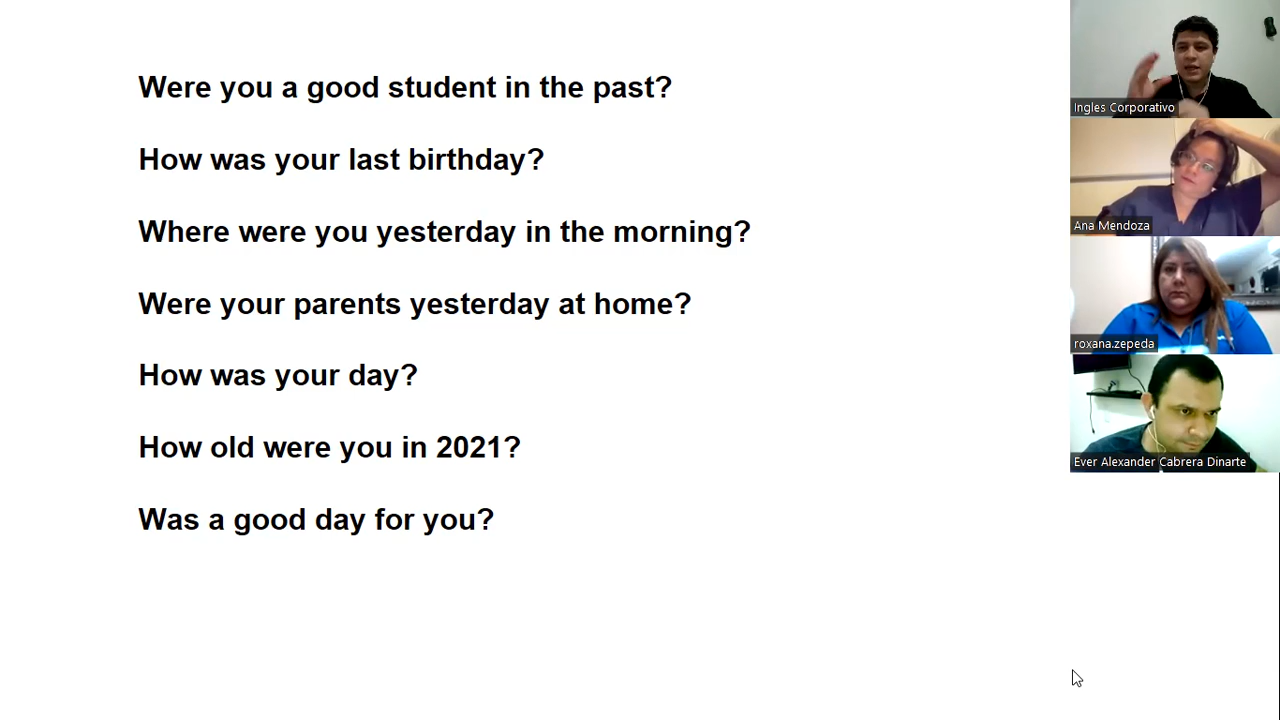 Were you a good student in the past?
How was your last birthday?
Where were you yesterday in the morning?
Were your parents yesterday at home?
How was your day?
How old were you in 2021?
Was a good day for you?
Ingles Corporativo
Ana Mendoza
roxana.zepeda
Ever Alexander Cabrera Dinarte